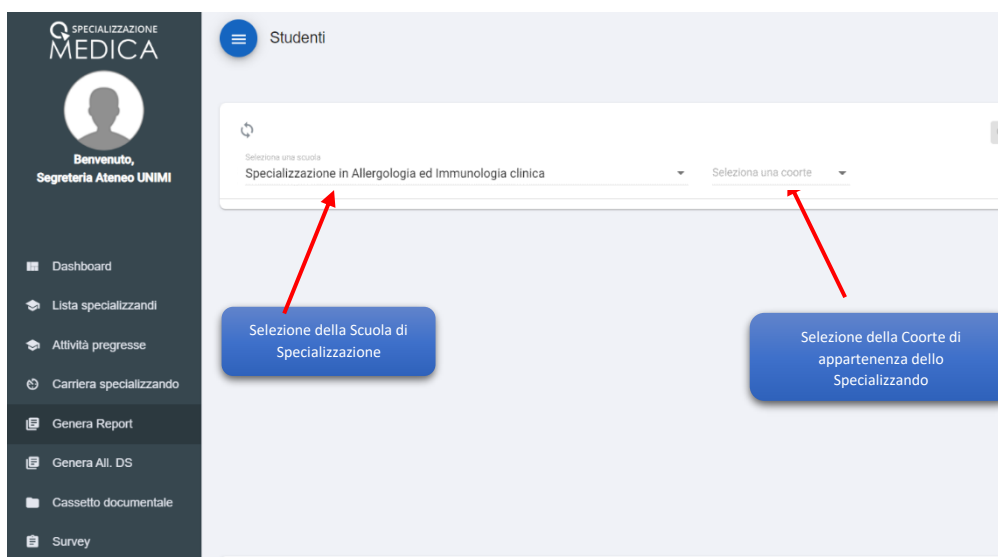 SPECIALIZZAZIONE
MEDICA
Benvenuto,
Segreteria Ateneo UNIMI
Dashboard
Lista specializzandi
Attività pregresse
Carriera specializzando
Genera Report
Genera All. DS
Cassetto documentale
Survey
Studenti
Seleziona una scuola
Specializzazione in Allergologia ed Immunologia clinica
Seleziona una coorte
Selezione della Scuola di
Specializzazione
Selezione della Coorte di
appartenenza dello
Specializzando